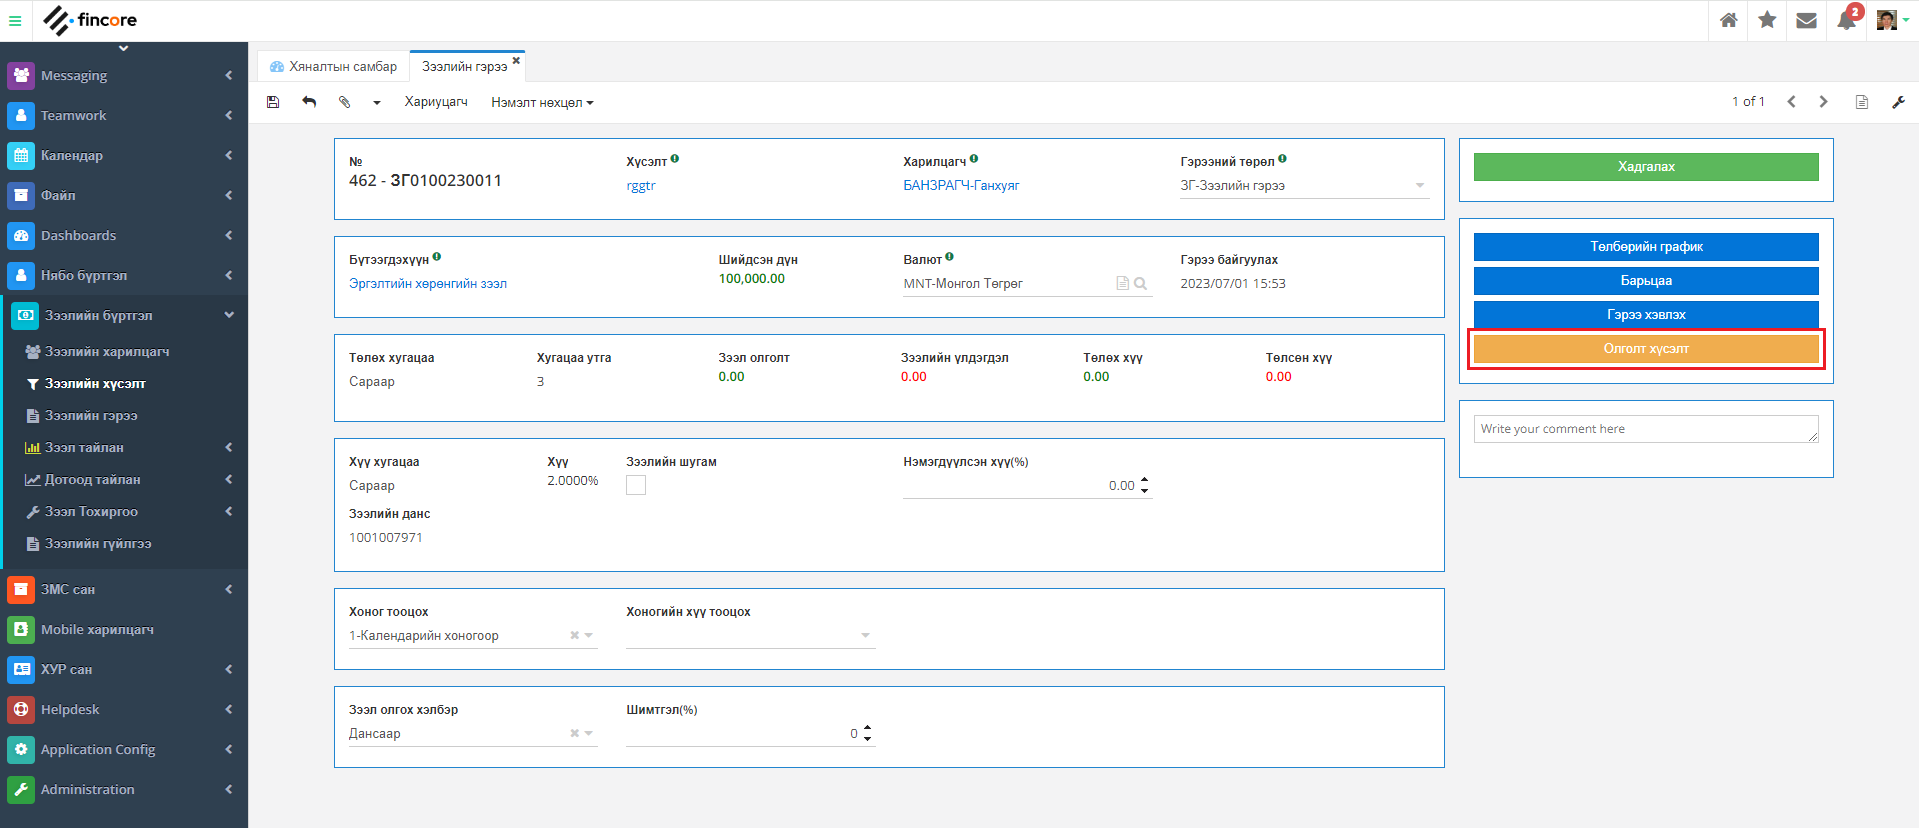 fincore
2
Messaging
Teamwork
Календар
Файл
Dashboards
Нябо бүртгэл
Зээлийн бүртгэл
Зээлийн харилцагч
Зээлийн хүсэлт
Зээлийн гэрээ
Зээл тайлан
Дотоод тайлан
Зээл Тохиргоо
Зээлийн гүйлгээ
ЗМС сан
Mobile харилцагч
ХУР сан
Helpdesk
Application Config
Administration
Хяналтын самбар
Зээлийн гэрээ
Хариуцагч
Нэмэлт нөхцөл
1 of 1
№
462 - ЗГ0100230011
Хүсэлт
rggtr
Харилцагч
БАНЗРАГЧ-Ганхуяг
Гэрээний төрөл
ЗГ-Зээлийн гэрээ
Бүтээгдэхүүн
Эргэлтийн хөрөнгийн зээл
Шийдсэн дүн
100,000.00
Валют
MNT-Монгол Төгрөг
Гэрээ байгуулах
2023/07/01 15:53
Төлөх хугацаа
Сараар
Хугацаа утга
3
Зээл олголт
0.00
Зээлийн үлдэгдэл
0.00
Төлөх хүү
0.00
Төлсөн хүү
0.00
Хүү хугацаа
Сараар
Хүү
2.0000%
Зээлийн шугам
Нэмэгдүүлсэн хүү(%)
0.00
Зээлийн данс
1001007971
Хоног тооцох
1-Календарийн хоногоор
Хоногийн хүү тооцох
Зээл олгох хэлбэр
Дансаар
Шимтгэл(%)
0
Хадгалах
Төлбөрийн график
Барьцаа
Гэрээ хэвлэх
Олголт хүсэлт
Write your comment here